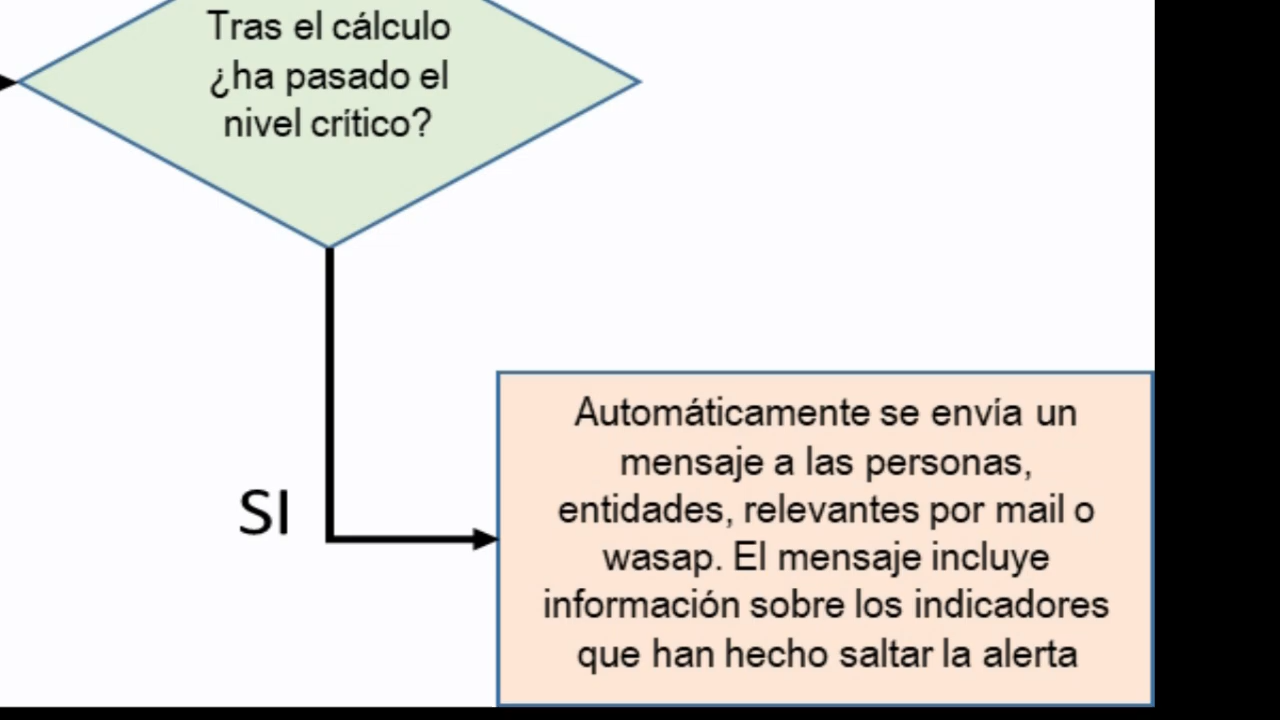 Tras el cálculo
¿ha pasado el
nivel crítico?
SI
Automáticamente se envía un
mensaje a las personas,
entidades, relevantes por mail o
wasap. El mensaje incluye
información sobre los indicadores
que han hecho saltar la alerta